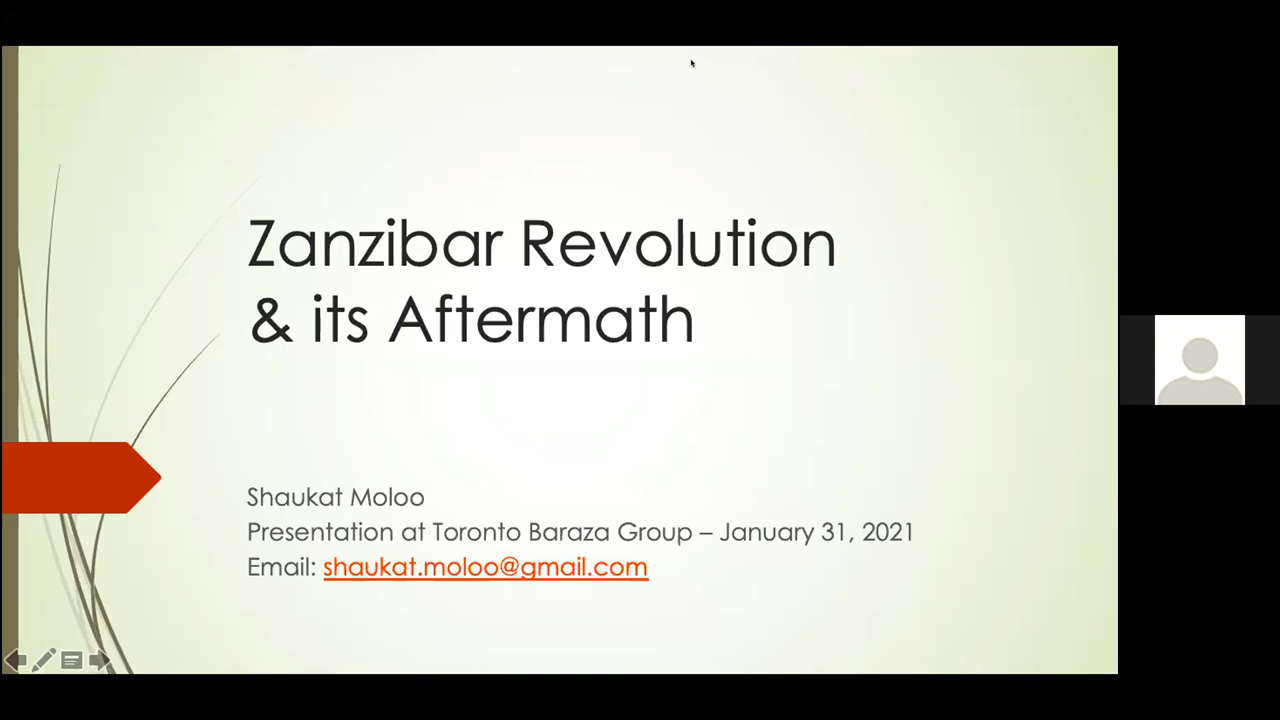 Zanzibar Revolution
& its Aftermath
Shaukat Moloo
Presentation at Toronto Baraza Group – January 31, 2021
Email: shaukat.moloo@gmail.com